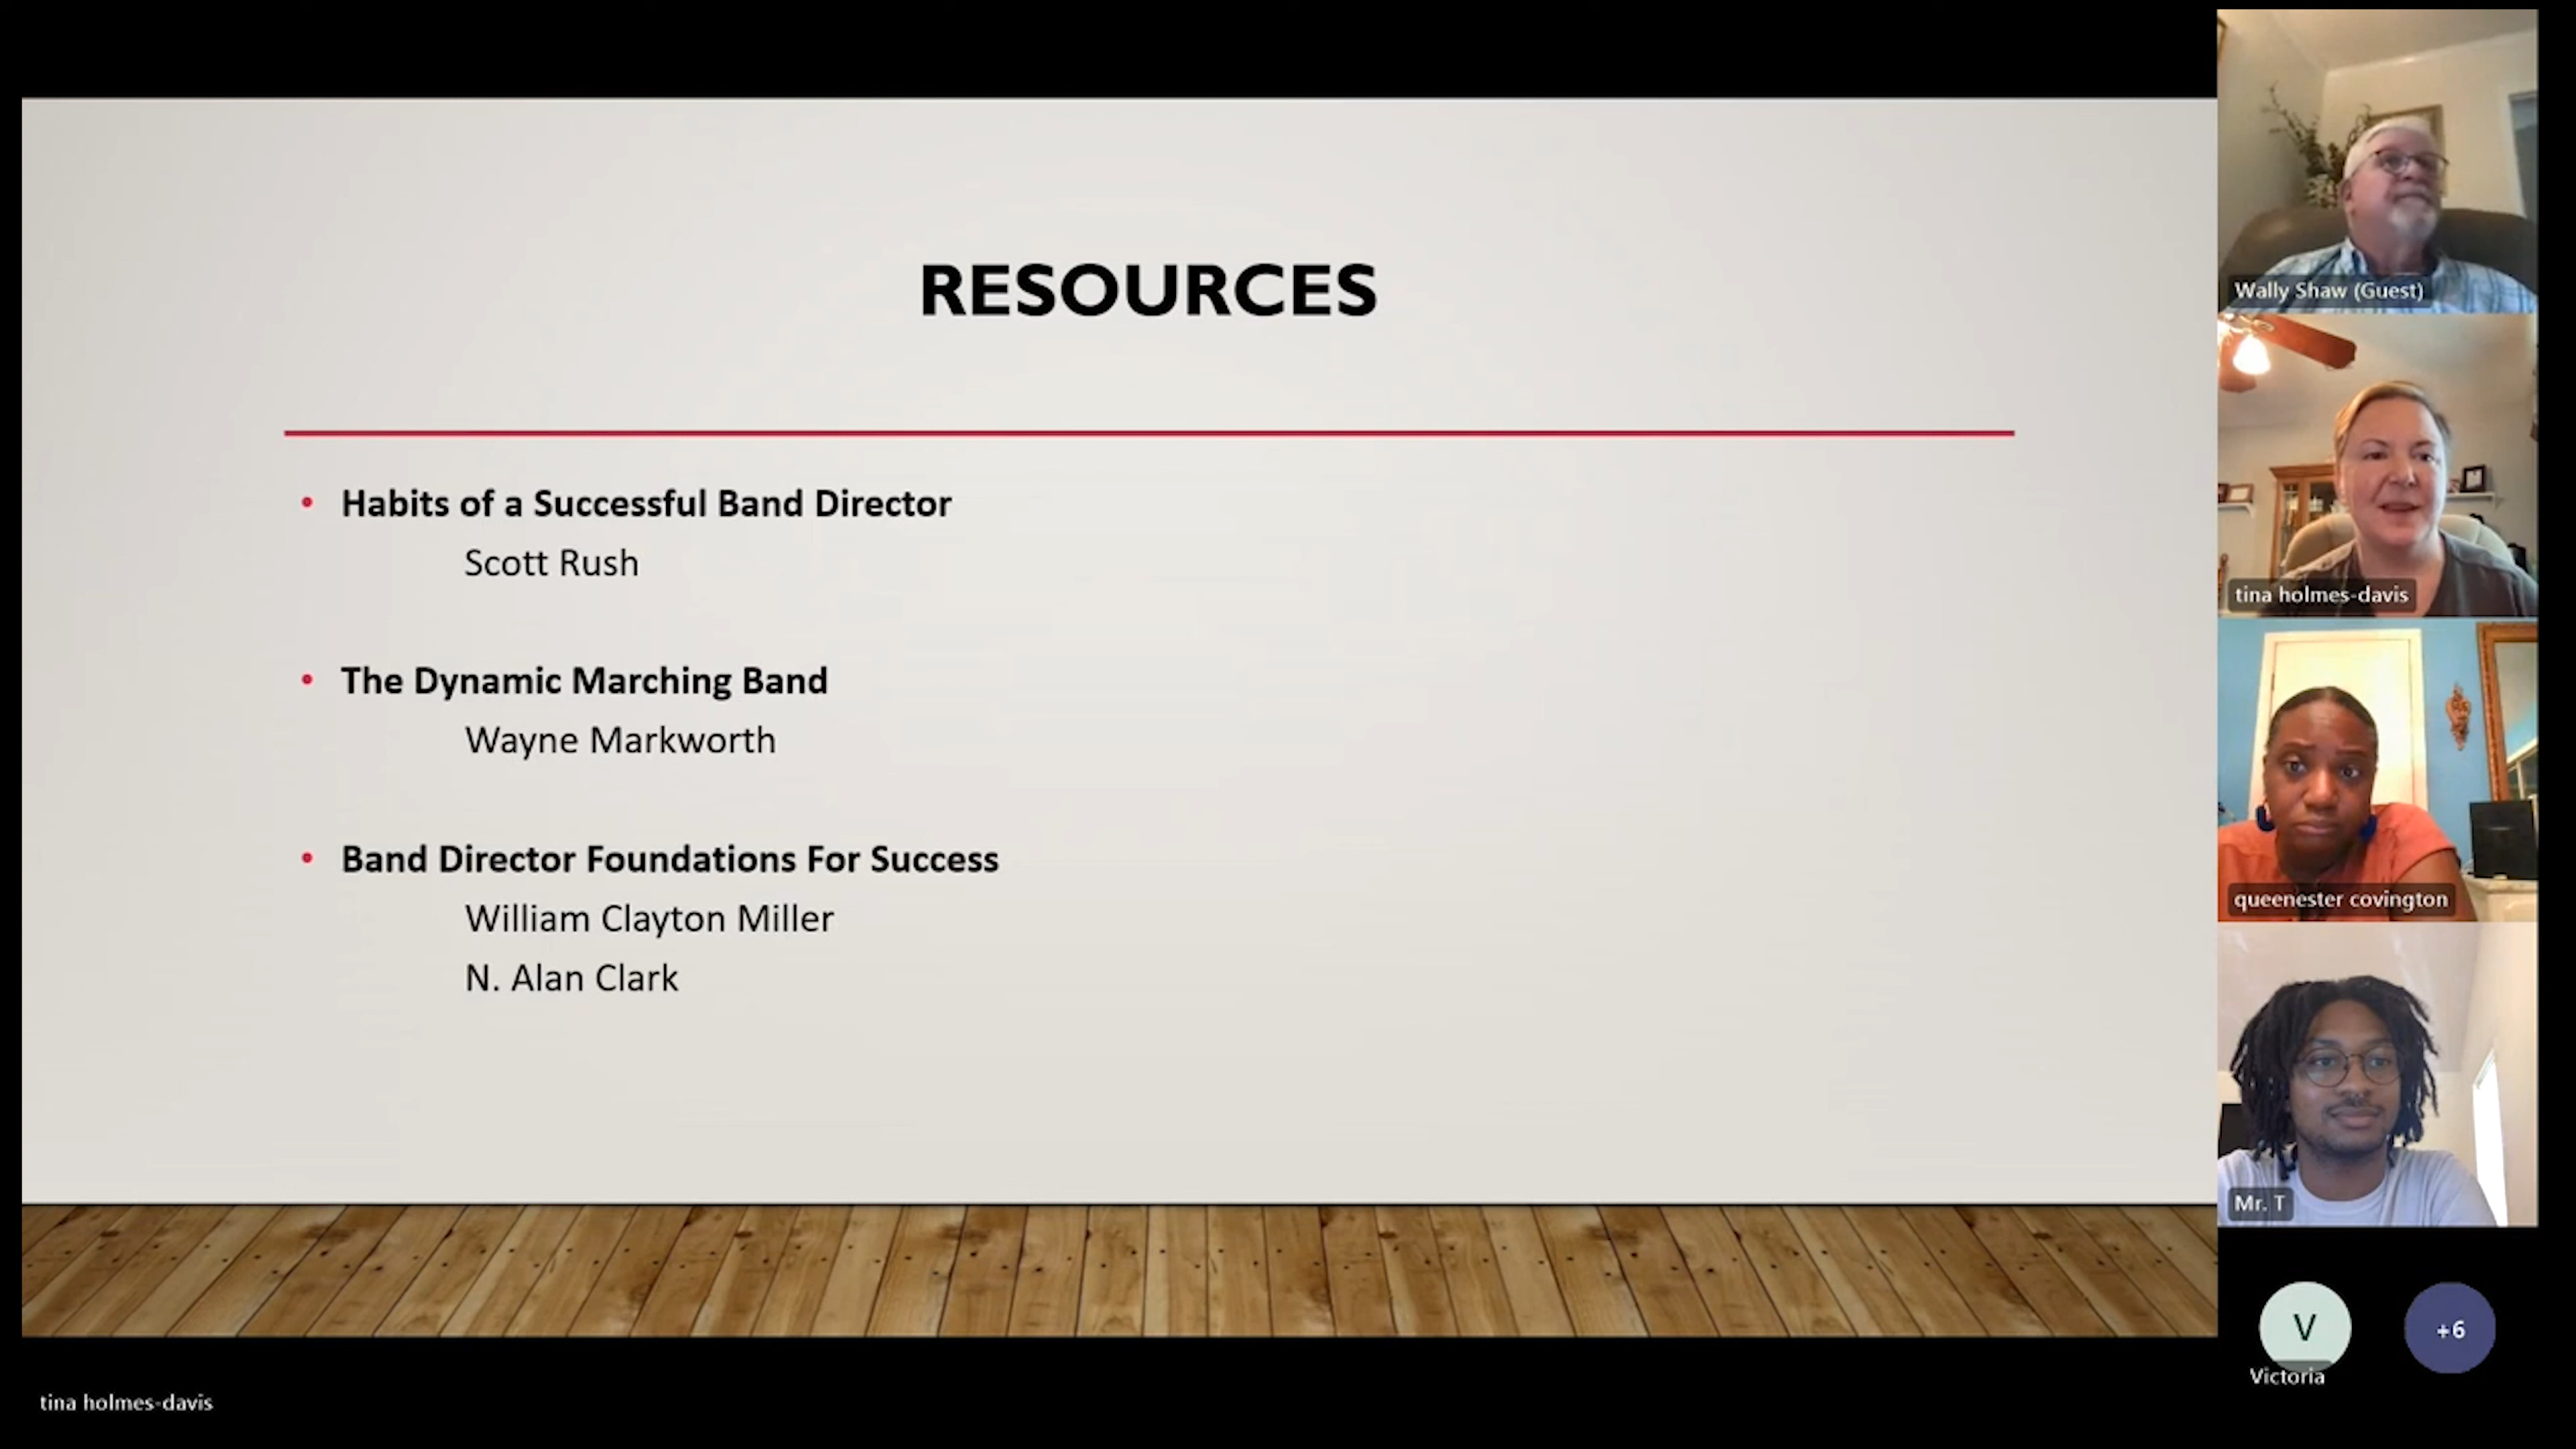 RESOURCES
• Habits of a Successful Band Director
Scott Rush
• The Dynamic Marching Band
Wayne Markworth
• Band Director Foundations For Success
William Clayton Miller
N. Alan Clark
tina holmes-davis
Wally Shaw (Guest)
tina holmes-davis
queenester covington
Mr. T
V
Victoria
+6